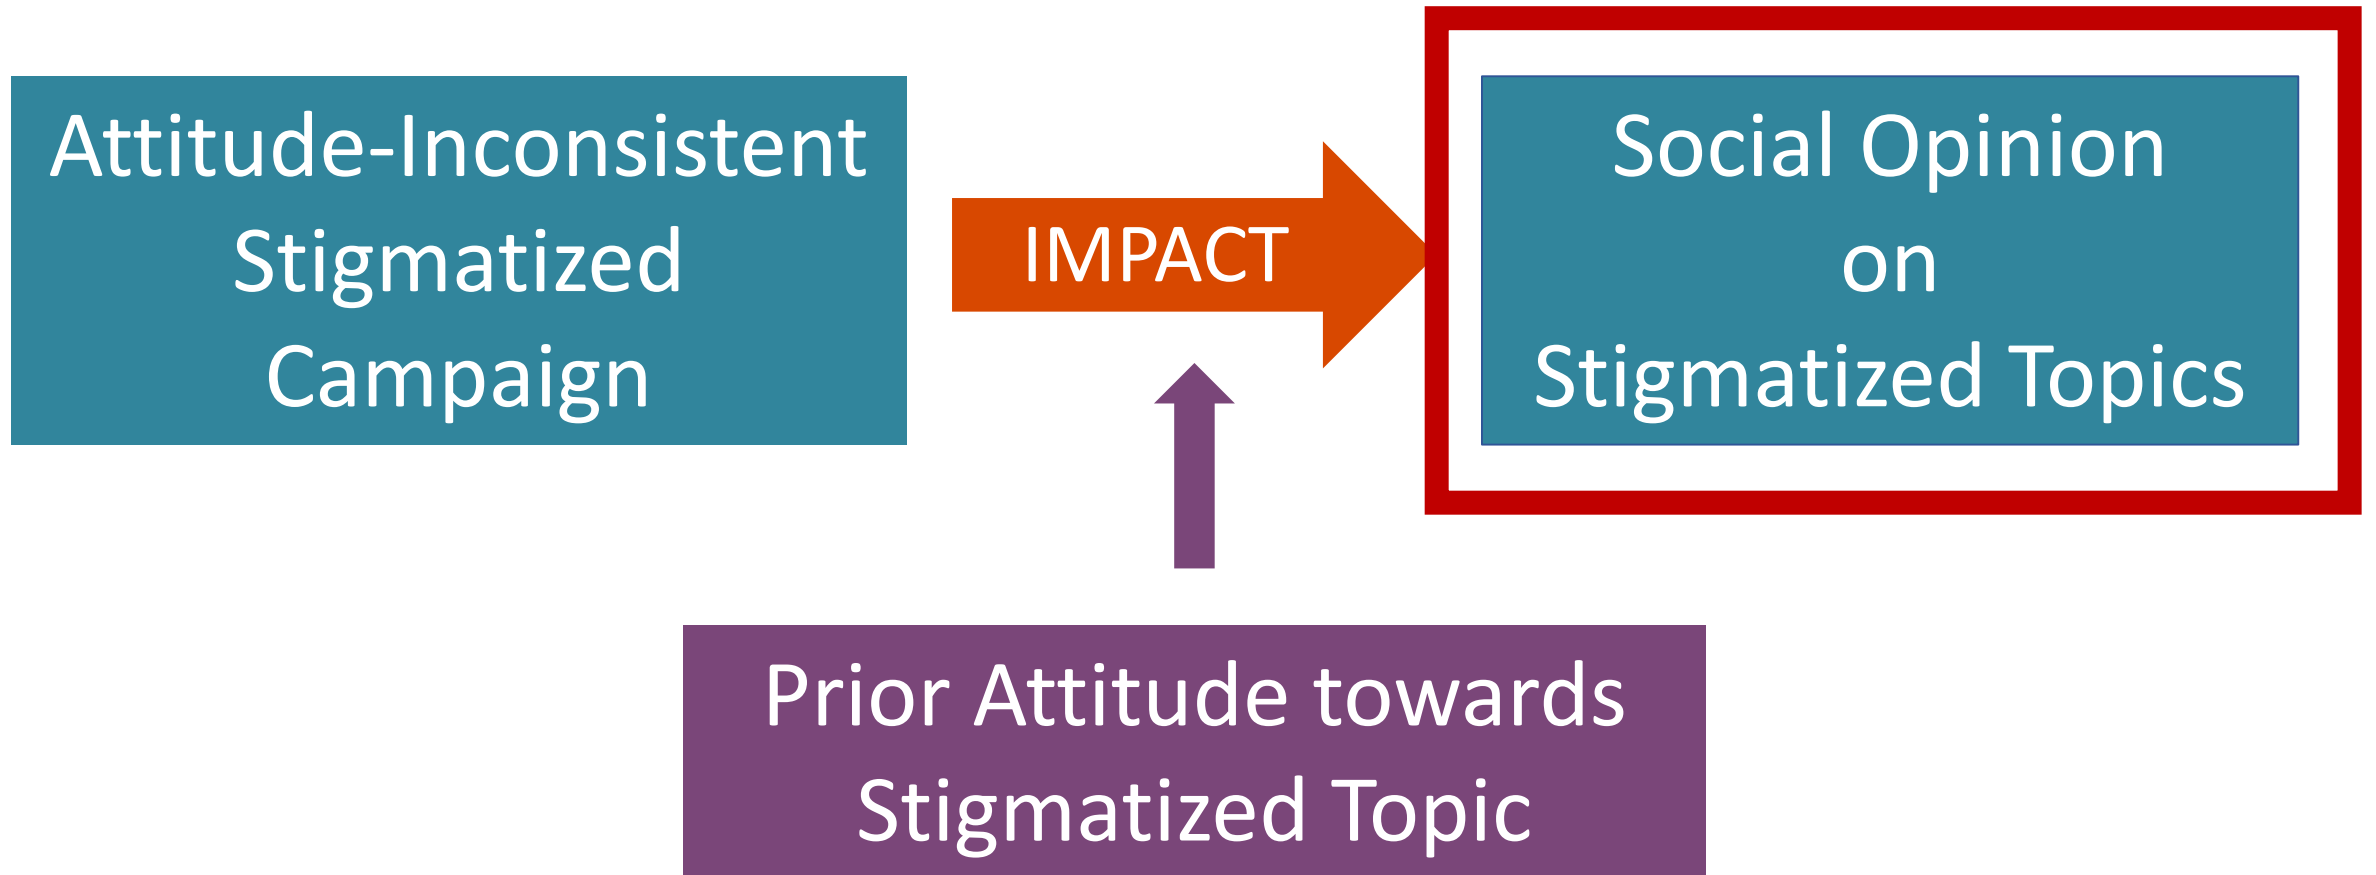 Attitude-Inconsistent
Stigmatized
Campaign
IMPACT
Social Opinion
on
Stigmatized Topics
Prior Attitude towards
Stigmatized Topic